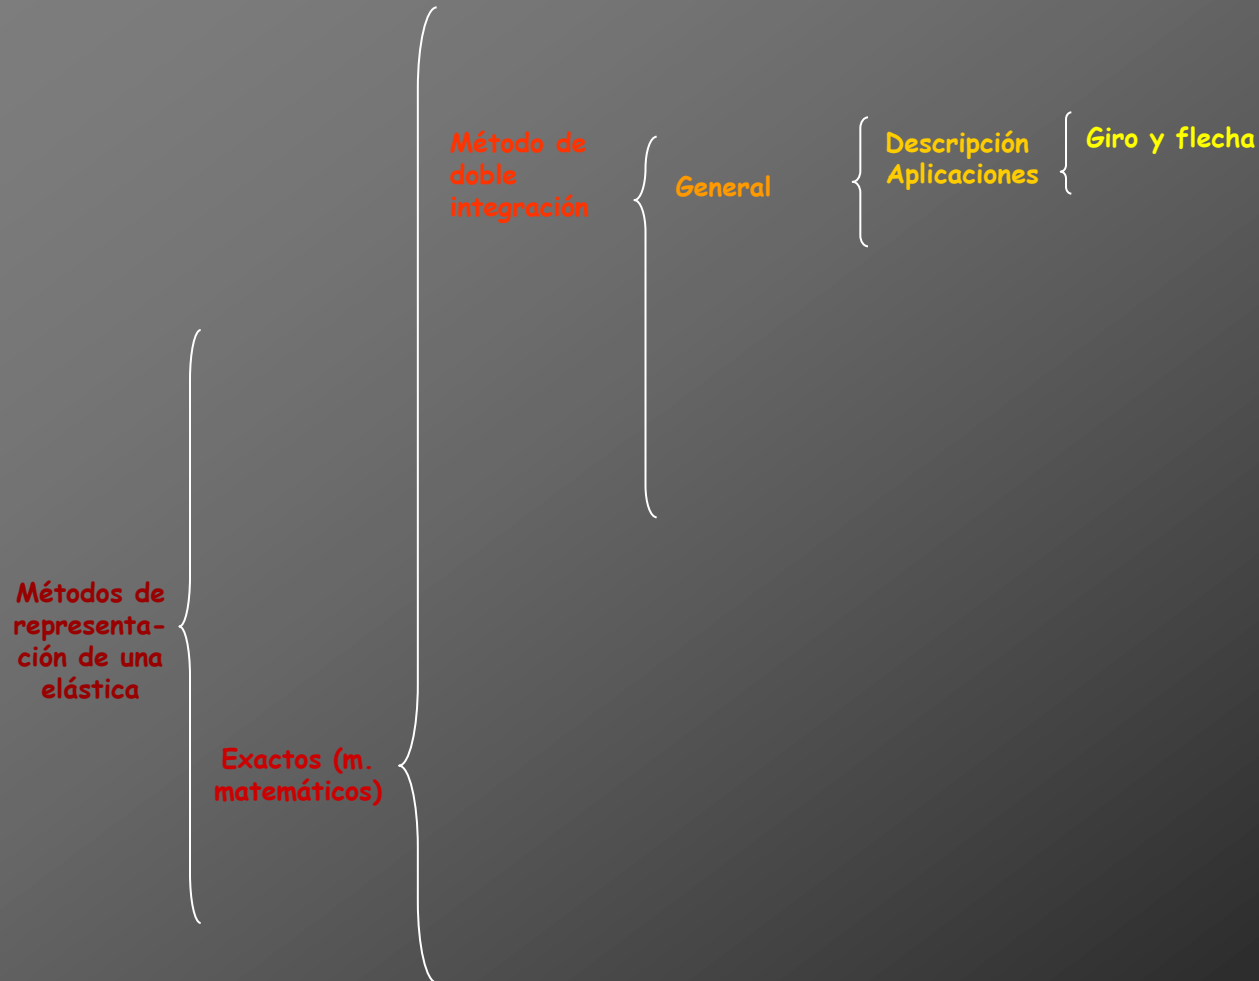 Métodos de
representa-
ción de una
elástica
Exactos (m.
matemáticos)
Método de
doble
integración
General
Descripción
Aplicaciones
Giro y flecha